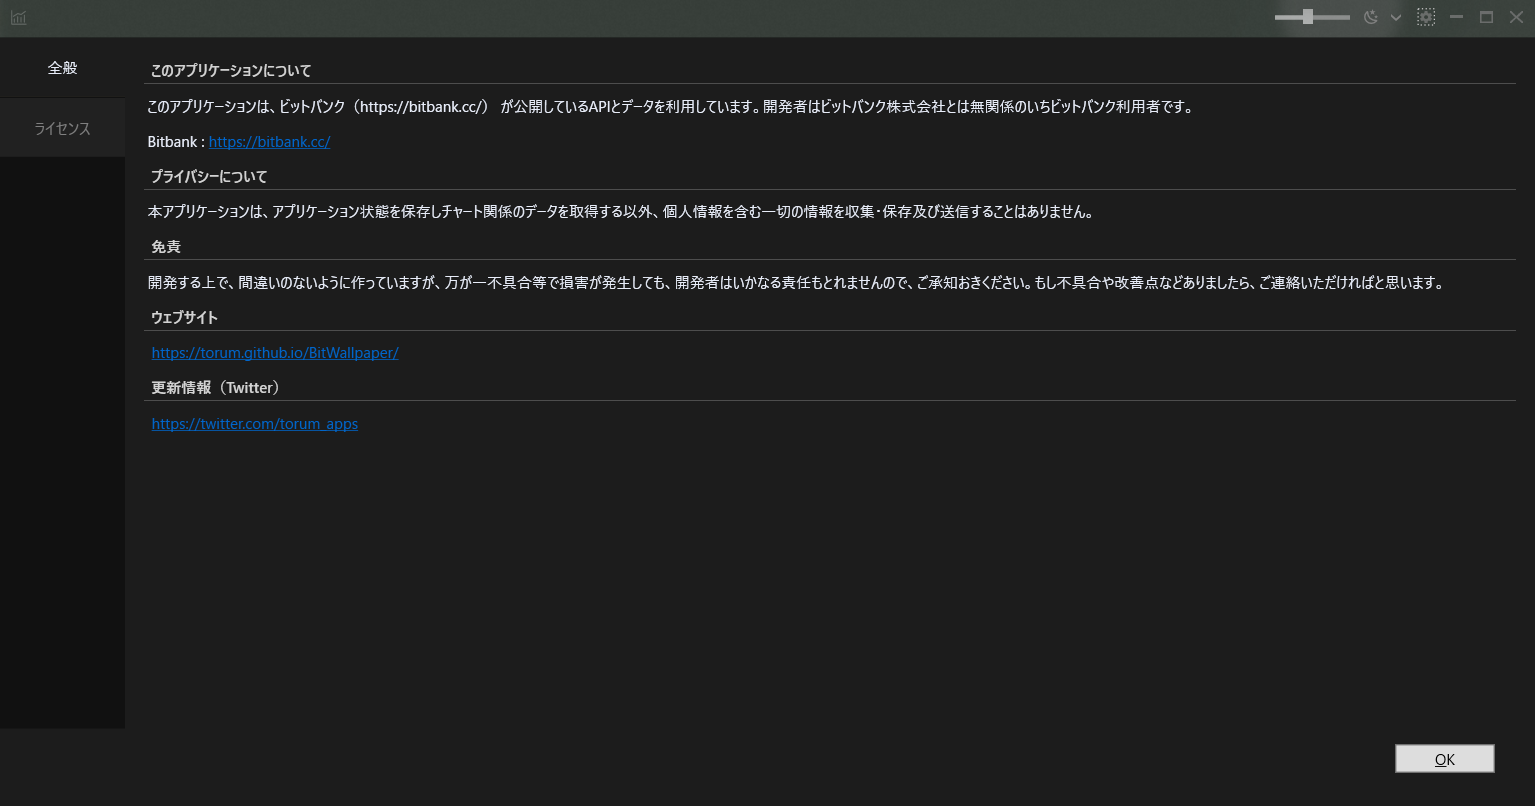 全般
ライセンス
このアプリケーションについて
このアプリケーションは、ビットバンク（https://bitbank.cc/） が公開しているAPIとデータを利用しています。開発者はビットバンク株式会社とは無関係のいちビットバンク利用者です。
Bitbank : https://bitbank.cc/
プライバシーについて
本アプリケーションは、アプリケーション状態を保存しチャート関係のデータを取得する以外、個人情報を含む一切の情報を収集・保存及び送信することはありません。
免責
開発する上で、間違いのないように作っていますが、万が一不具合等で損害が発生しても、開発者はいかなる責任もとれませんので、ご承知おきください。もし不具合や改善点などありましたら、ご連絡いただければと思います。
ウェブサイト
https://torum.github.io/BitWallpaper/
更新情報（Twitter）
https://twitter.com/torum_apps
OK